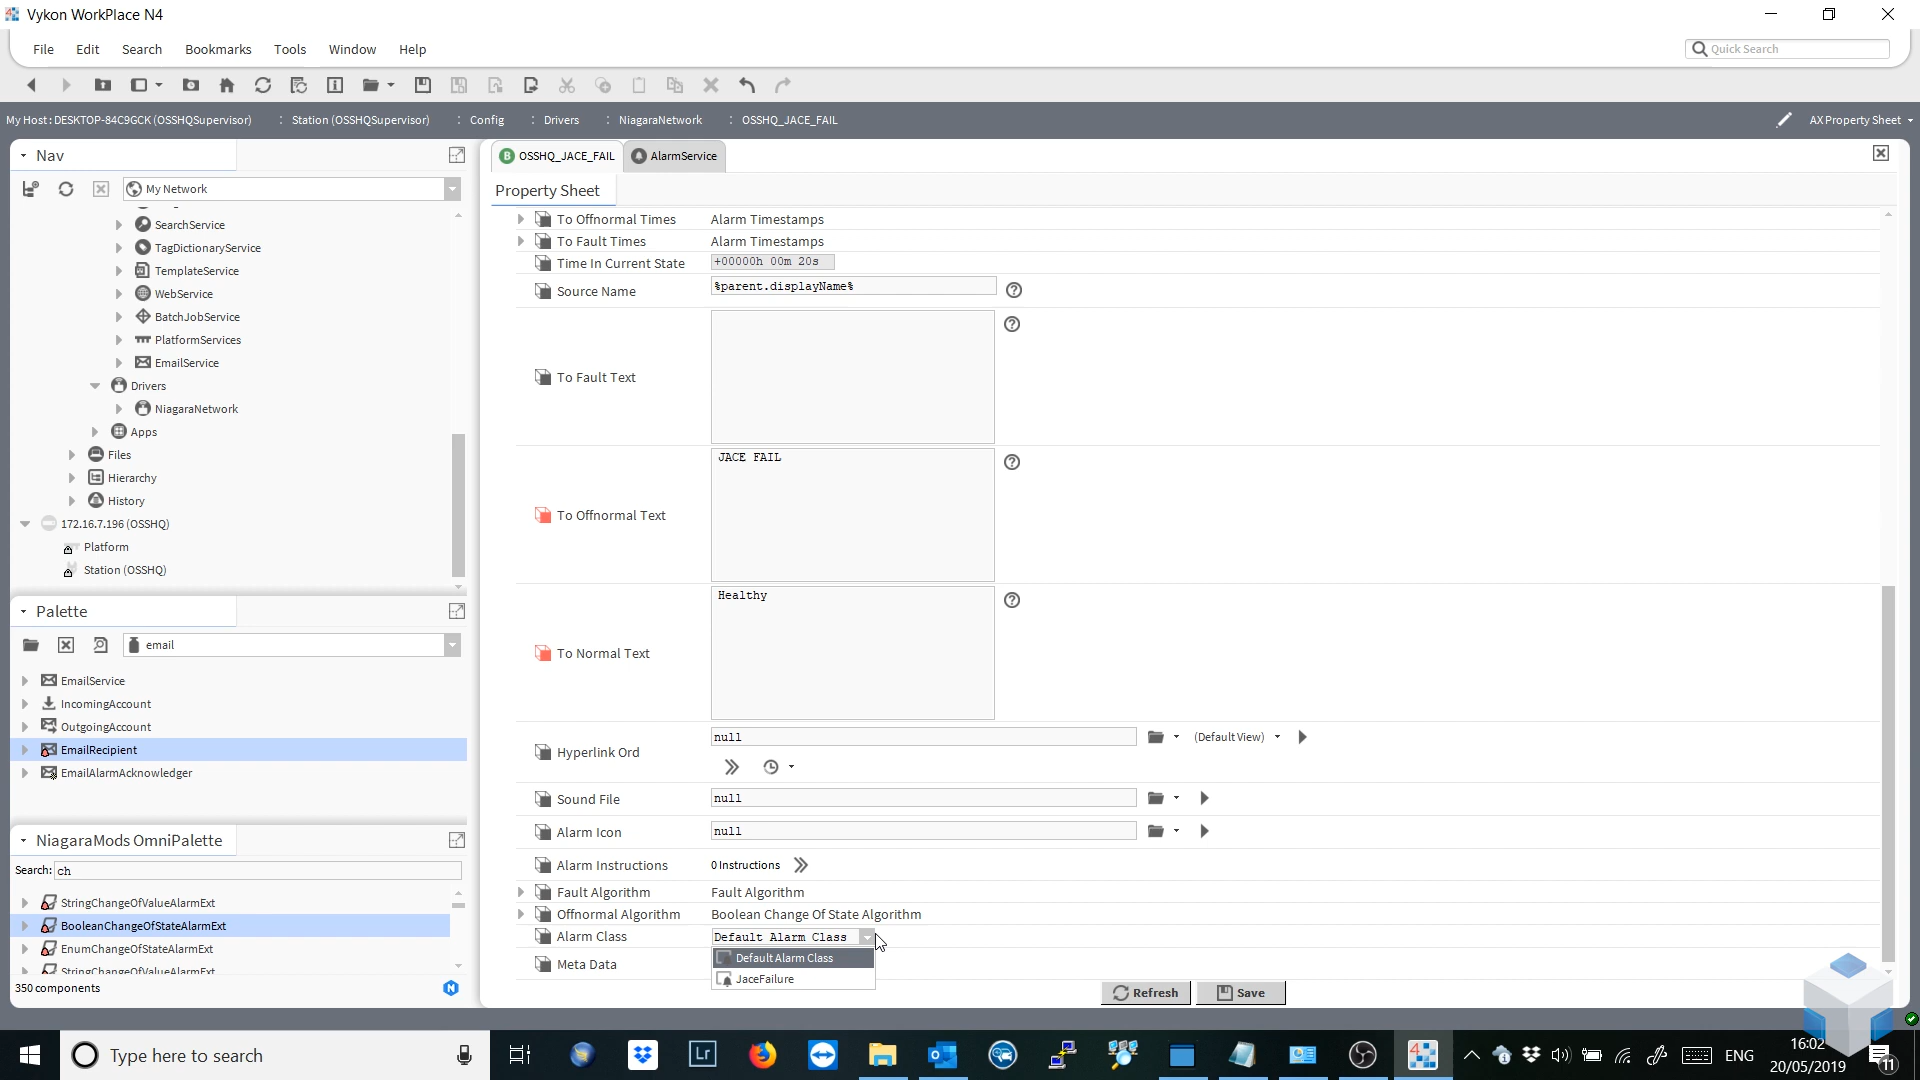 Vykon WorkPlace N4
File Edit Search Bookmarks Tools Window Help
Quick Search
My Host : DESKTOP-84C9GCK (OSSHQSupervisor) : Station (OSSHQSupervisor) : Config : Drivers : NiagaraNetwork : OSSHQ_JACE_FAIL
AX Property Sheet
Nav
My Network
SearchService
TagDictionaryService
TemplateService
WebService
BatchJobService
PlatformServices
EmailService
Drivers
NiagaraNetwork
Apps
Files
Hierarchy
History
172.16.7.196 (OSSHQ)
Platform
Station (OSSHQ)
Palette
email
EmailService
IncomingAccount
OutgoingAccount
EmailRecipient
EmailAlarmAcknowledger
NiagaraMods OmniPalette
Search: ch
StringChangeOfValueAlarmExt
BooleanChangeOfStateAlarmExt
EnumChangeOfStateAlarmExt
StringChangeOfValueAlarmExt
350 components
B OSSHQ_JACE_FAIL AlarmService
Property Sheet
To Offnormal Times Alarm Timestamps
To Fault Times Alarm Timestamps
Time In Current State +00000h 00m 20s
Source Name %parent.displayName%
To Fault Text
JACE FAIL
To Offnormal Text
Healthy
To Normal Text
Hyperlink Ord null (Default View)
Sound File null
Alarm Icon null
Alarm Instructions 0 Instructions
Fault Algorithm Fault Algorithm
Offnormal Algorithm Boolean Change Of State Algorithm
Alarm Class Default Alarm Class
Default Alarm Class
Meta Data
JaceFailure
Refresh Save
Type here to search
Lr
ENG
16:02
20/05/2019
11